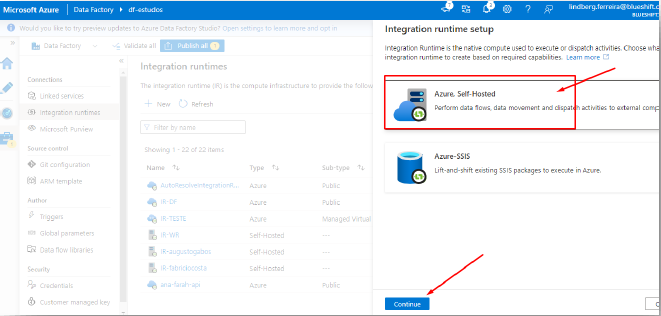 Microsoft Azure Data Factory df-estudos
lindberg.ferreira@blueshift.c
BLUESHIFT
Would you like to try preview updates to Azure Data Factory Studio? Open settings to learn more and opt-in
Data Factory Validate all Publish all 1
Connections
Linked services
Integration runtimes
Microsoft Purview
Source control
Git configuration
ARM template
Author
Triggers
Global parameters
Data flow libraries
Security
Credentials
Customer managed key
Integration runtimes
The integration runtime (IR) is the compute infrastructure to provide the following
New Refresh
Filter by name
Showing 1 - 22 of 22 items
Name Type Sub-type
AutoResolveIntegrationR... Azure Public
IR-DF Azure Public
IR-TESTE Azure Managed Virtual
IR-WR Self-Hosted ---
IR-augustogatios Self-Hosted ---
IR-fabriciocosta Self-Hosted ---
ana-farah-api Azure Public
Integration runtime setup
Integration Runtime is the native compute used to execute or dispatch activities. Choose wha
integration runtime to create based on required capabilities. Learn more
Azure, Self-Hosted
Perform data flows, data movement and dispatch activities to external comp
Azure-SSIS
Lift-and-shift existing SSIS packages to execute in Azure.
Continue